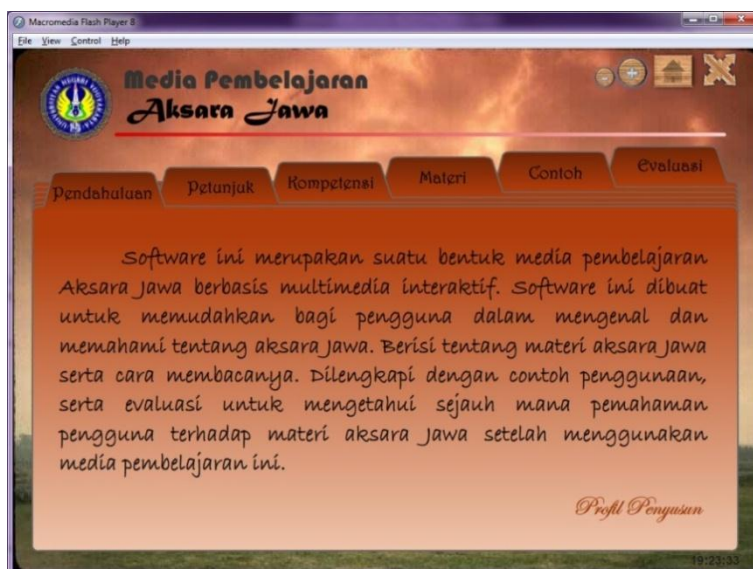 Macromedia Flash Player 8
File View Control Help
Media Pembelajaran
Aksara Jawa
Pendahuluan Petunjuk Kompetensi Materi Contoh Evaluasi
Software ini merupakan suatu bentuk media pembelajaran
Aksara Jawa berbasis multimedia interaktif. Software ini dibuat
untuk memudahkan bagi pengguna dalam mengenal dan
memahami tentang aksara Jawa. Berisi tentang materi aksara Jawa
serta cara membacanya. Dilengkapi dengan contoh penggunaan,
serta evaluasi untuk mengetahui sejauh mana pemahaman
pengguna terhadap materi aksara Jawa setelah menggunakan
media pembelajaran ini.
Profil Penyusun
19:23:33